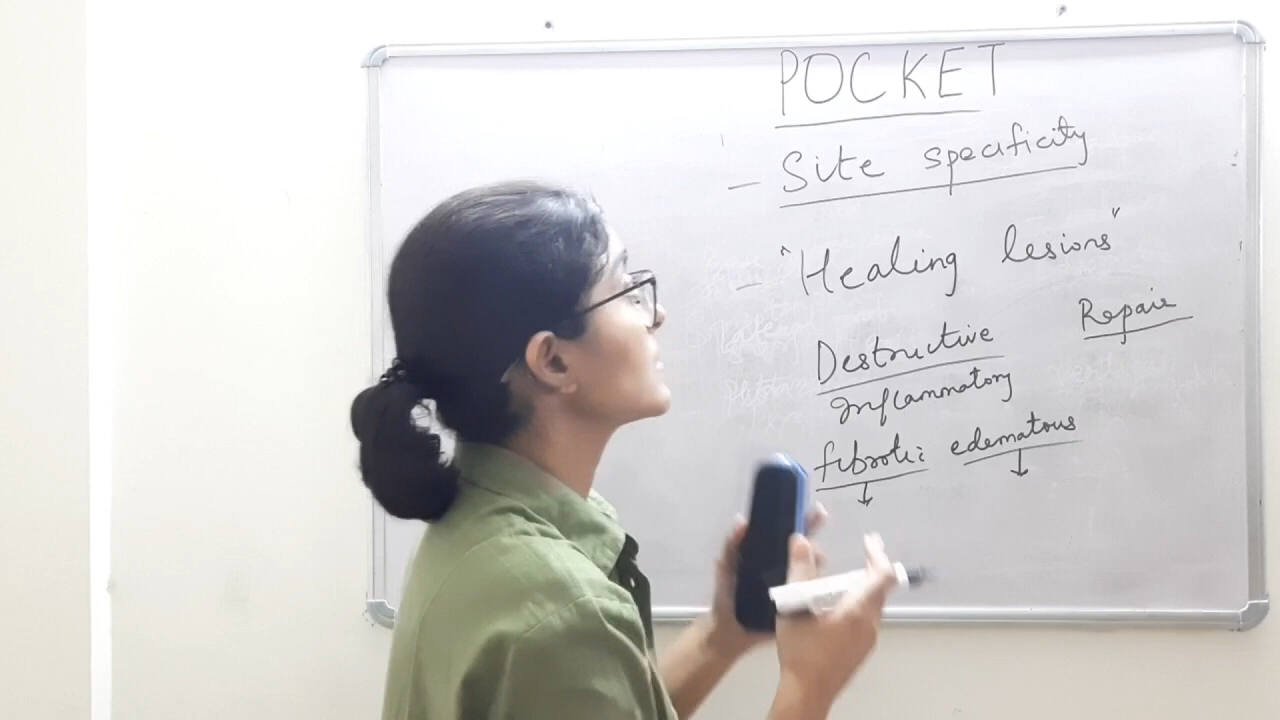 POCKET
– Site specificity
– "Healing lesions"
Destructive Repair
Inflammatory
fibrotic edematous